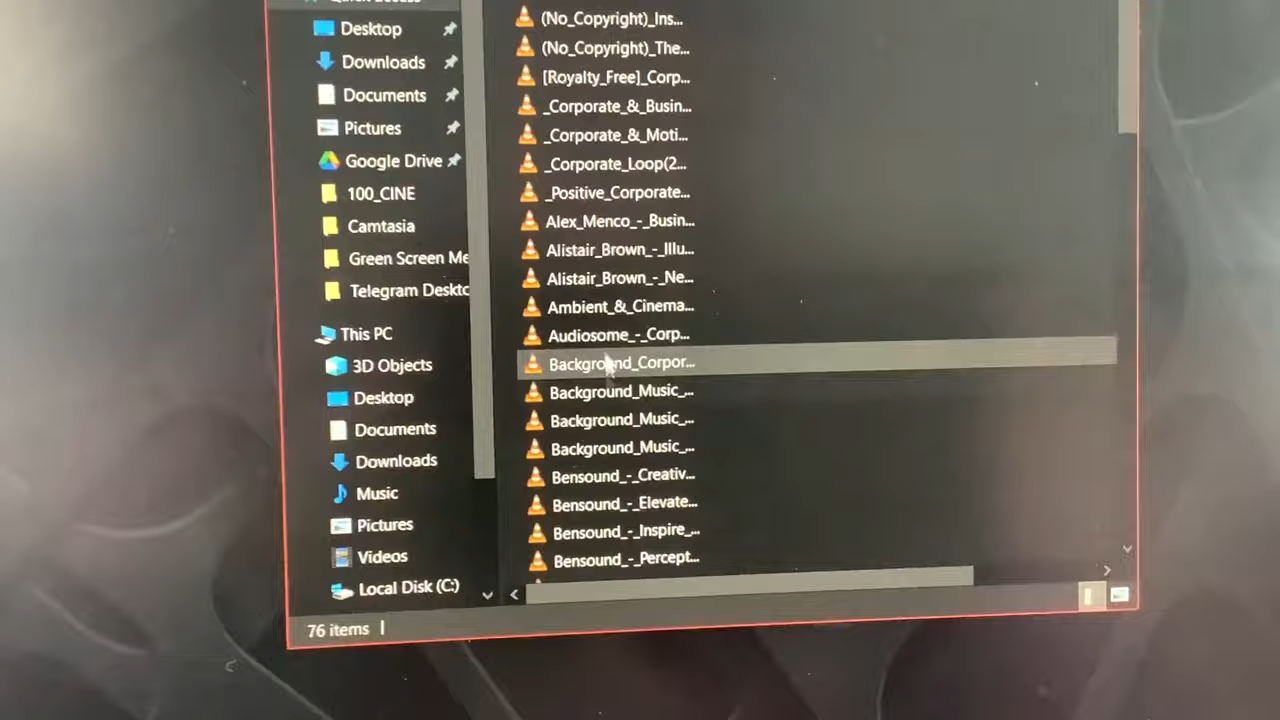 Quick access
Desktop
Downloads
Documents
Pictures
Google Drive
100_CINE
Camtasia
Green Screen Me
Telegram Deskto
This PC
3D Objects
Desktop
Documents
Downloads
Music
Pictures
Videos
Local Disk (C:)
(No_Copyright)_Ins...
(No_Copyright)_The...
[Royalty_Free]_Corp...
_Corporate_&_Busin...
_Corporate_&_Moti...
_Corporate_Loop(2...
_Positive_Corporate...
Alex_Menco_-_Busin...
Alistair_Brown_-_Illu...
Alistair_Brown_-_Ne...
Ambient_&_Cinema...
Audiosome_-_Corp...
Background_Corpor...
Background_Music_...
Background_Music_...
Background_Music_...
Bensound_-_Creativ...
Bensound_-_Elevate...
Bensound_-_Inspire_...
Bensound_-_Percept...
76 items